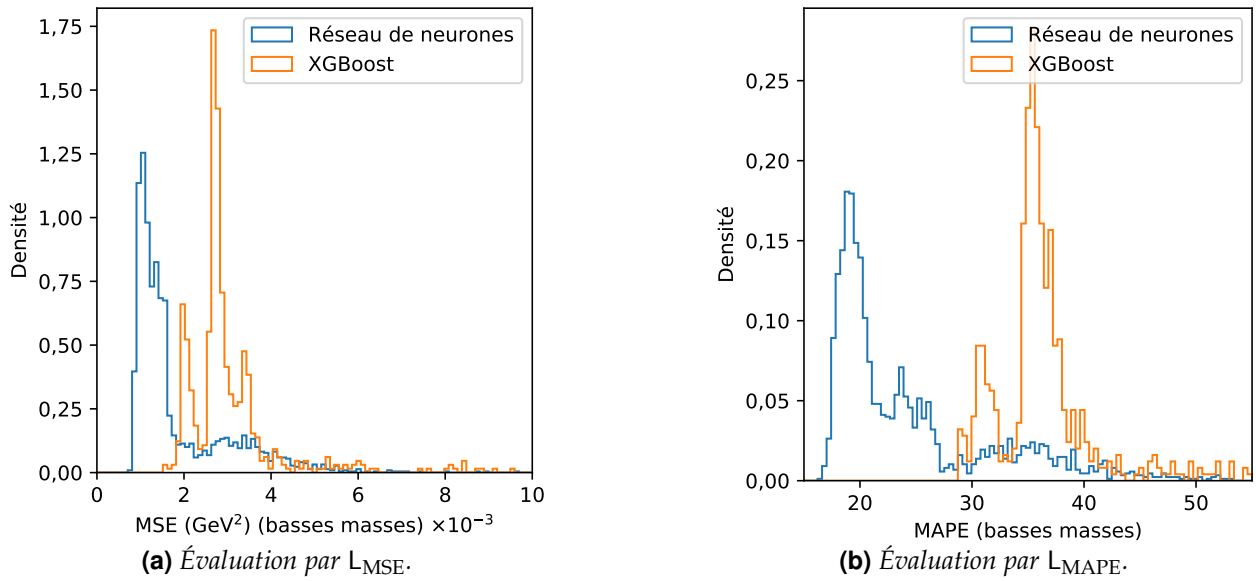 1,75
1,50
1,25
1,00
0,75
0,50
0,25
0,00
Densité
Réseau de neurones
XGBoost
0 2 4 6 8 10
MSE (GeV²) (basses masses) ×10⁻³
(a) Évaluation par L_MSE.
0,25
0,20
0,15
0,10
0,05
0,00
Densité
Réseau de neurones
XGBoost
20 30 40 50
MAPE (basses masses)
(b) Évaluation par L_MAPE.